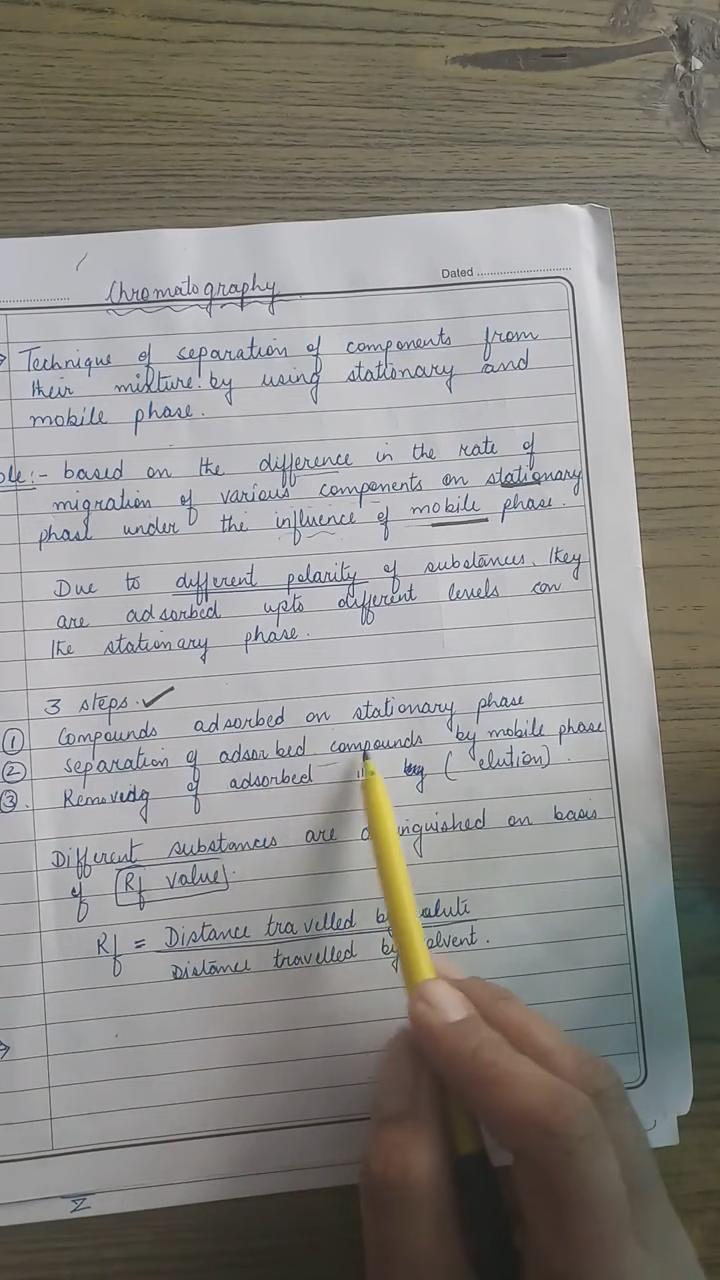 Dated
Chromatography
Technique of separation of components from
their mixture by using stationary and
mobile phase.
ple:- based on the difference in the rate of
migration of various components on stationary
phase under the influence of mobile phase.
Due to different polarity of substances, they
are adsorbed upto different levels on
the stationary phase.
3 steps. ✓
① Compounds adsorbed on stationary phase
② Separation of adsorbed compounds by mobile phase
③. Removedg of adsorbed " by (elution).
Different substances are on basis
of Rf value.
Rf = Distance travelled by
Distance travelled by solvent.